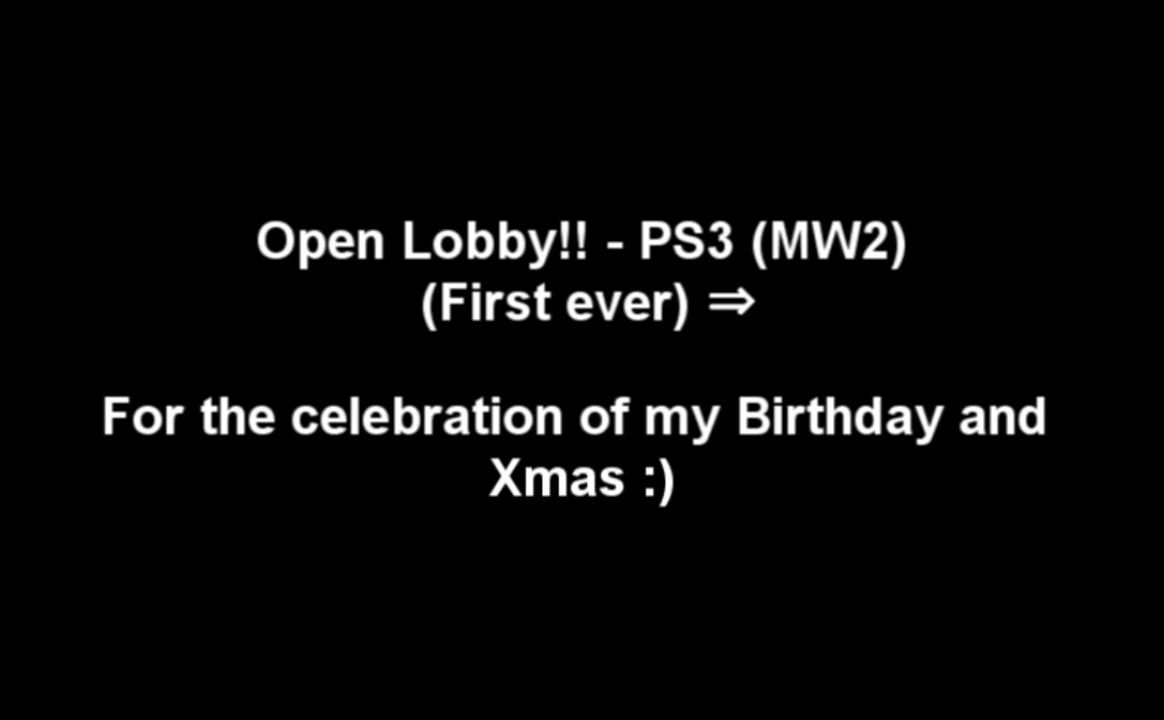 Open Lobby!! - PS3 (MW2)
(First ever) ⇒
For the celebration of my Birthday and
Xmas :)